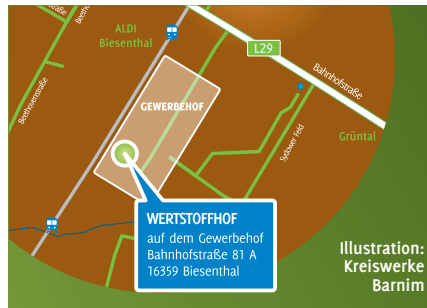 Beethovenstraße
Beethovenstraße
ALDI
Biesenthal
L29
Bahnhofstraße
GEWERBEHOF
Sydower Feld
Grüntal
WERTSTOFFHOF
auf dem Gewerbehof
Bahnhofstraße 81 A
16359 Biesenthal
Illustration:
Kreiswerke
Barnim